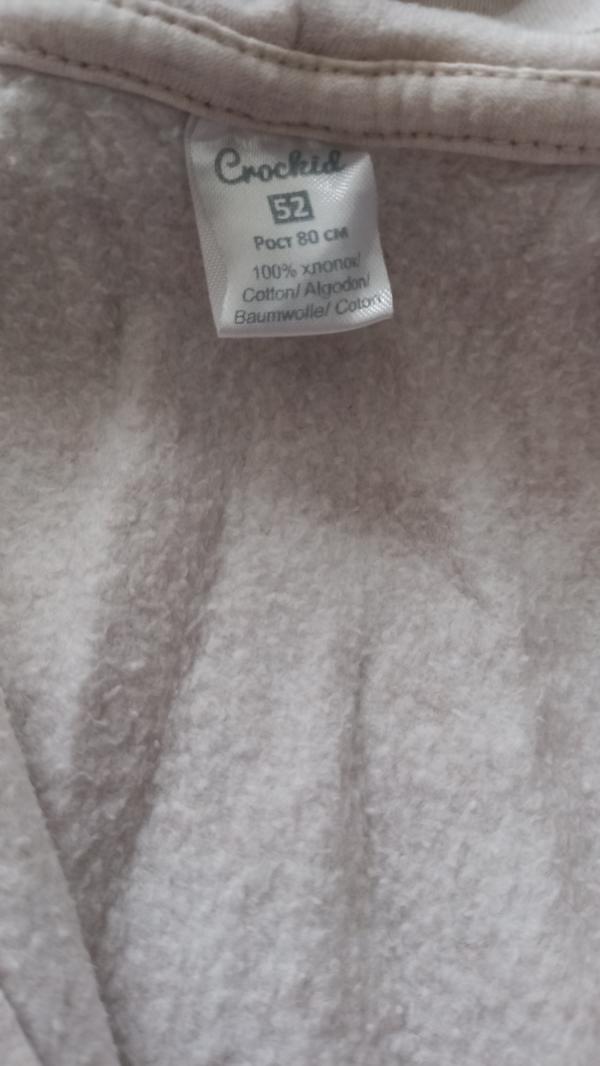 Crockid
52
Рост 80 см
100% хлопок/
Cotton/ Algodon/
Baumwolle/ Coton